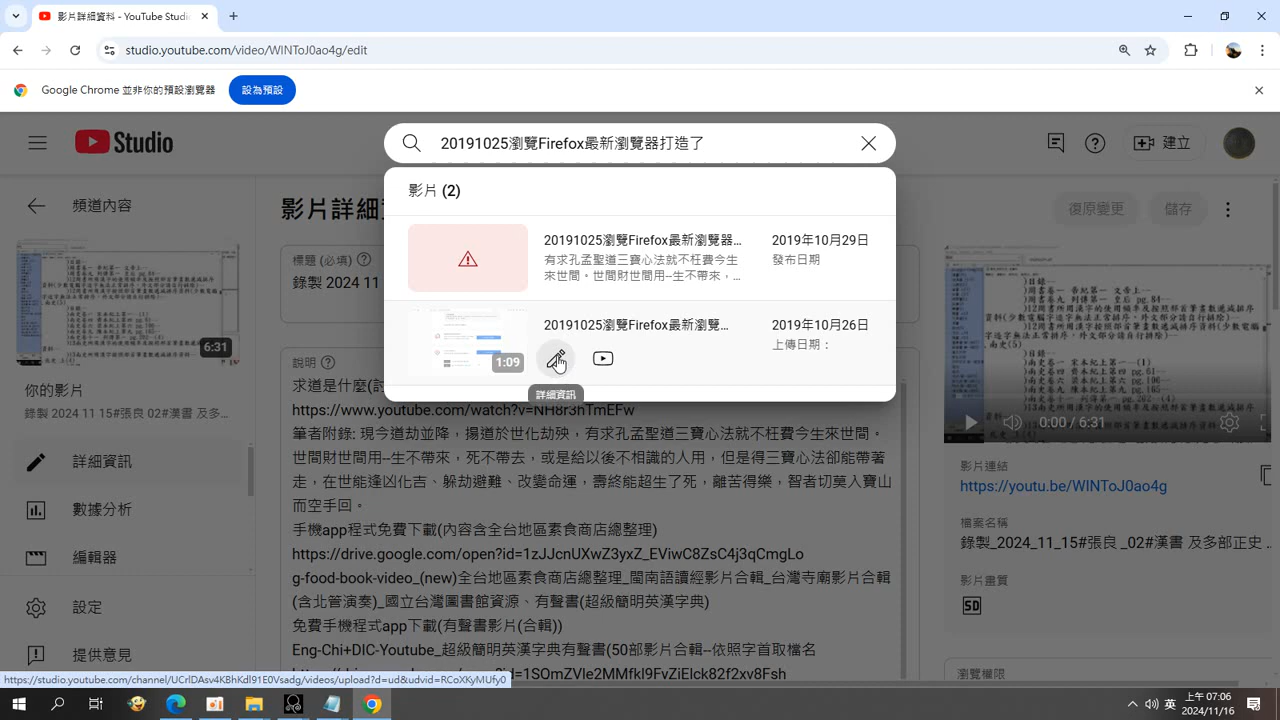 影片詳細資料 - YouTube Studi
studio.youtube.com/video/WINToJ0ao4g/edit
Google Chrome 並非你的預設瀏覽器
設為預設
Studio
20191025瀏覽Firefox最新瀏覽器打造了
建立
影片 (2)
頻道內容
影片詳細
復原變更
儲存
20191025瀏覽Firefox最新瀏覽器…
2019年10月29日
有求孔孟聖道三寶心法就不枉費今生
發布日期
來世間。世間財世間用--生不帶來，…
標題 (必填)
錄製 2024 11
20191025瀏覽Firefox最新瀏覽…
2019年10月26日
上傳日期：
1:09
6:31
詳細資訊
你的影片
錄製 2024 11 15#張良 02#漢書 及多…
說明
https://www.youtube.com/watch?v=NH8r3hTmEFw
筆者附錄: 現今道劫並降，揚道於世化劫殃，有求孔孟聖道三寶心法就不枉費今生來世間。
世間財世間用--生不帶來，死不帶去，或是給以後不相識的人用，但是得三寶心法卻能帶著
走，在世能逢凶化吉、躲劫避難、改變命運，壽終能超生了死，離苦得樂，智者切莫入寶山
而空手回。
手機app程式免費下載(內容含全台地區素食商店總整理)
https://drive.google.com/open?id=1zJJcnUXwZ3yxZ_EViwC8ZsC4j3qCmgLo
g-food-book-video_(new)全台地區素食商店總整理_閩南語讀經影片合輯_台灣寺廟影片合輯
(含北管演奏)_國立台灣圖書館資源、有聲書(超級簡明英漢字典)
免費手機程式app下載(有聲書影片(合輯))
Eng-Chi+DIC-Youtube_超級簡明英漢字典有聲書(50部影片合輯--依照字首取檔名
詳細資訊
數據分析
編輯器
設定
提供意見
0:00 / 6:31
影片連結
https://youtu.be/WINToJ0ao4g
檔案名稱
錄製_2024_11_15#張良 _02#漢書 及多部正史 …
影片畫質
SD
瀏覽權限
https://studio.youtube.com/channel/UCrIDAsv4KBhKdI91E0V
/videos/upload?d=ud&udvid=RCoXKyMUfy0
英
上午 07:06
2024/11/16